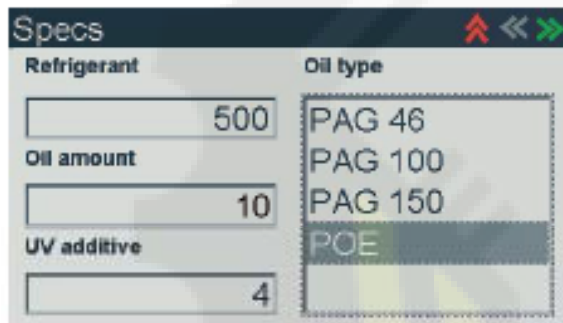 Specs
Refrigerant
500
Oil amount
10
UV additive
4
Oil type
PAG 46
PAG 100
PAG 150
POE